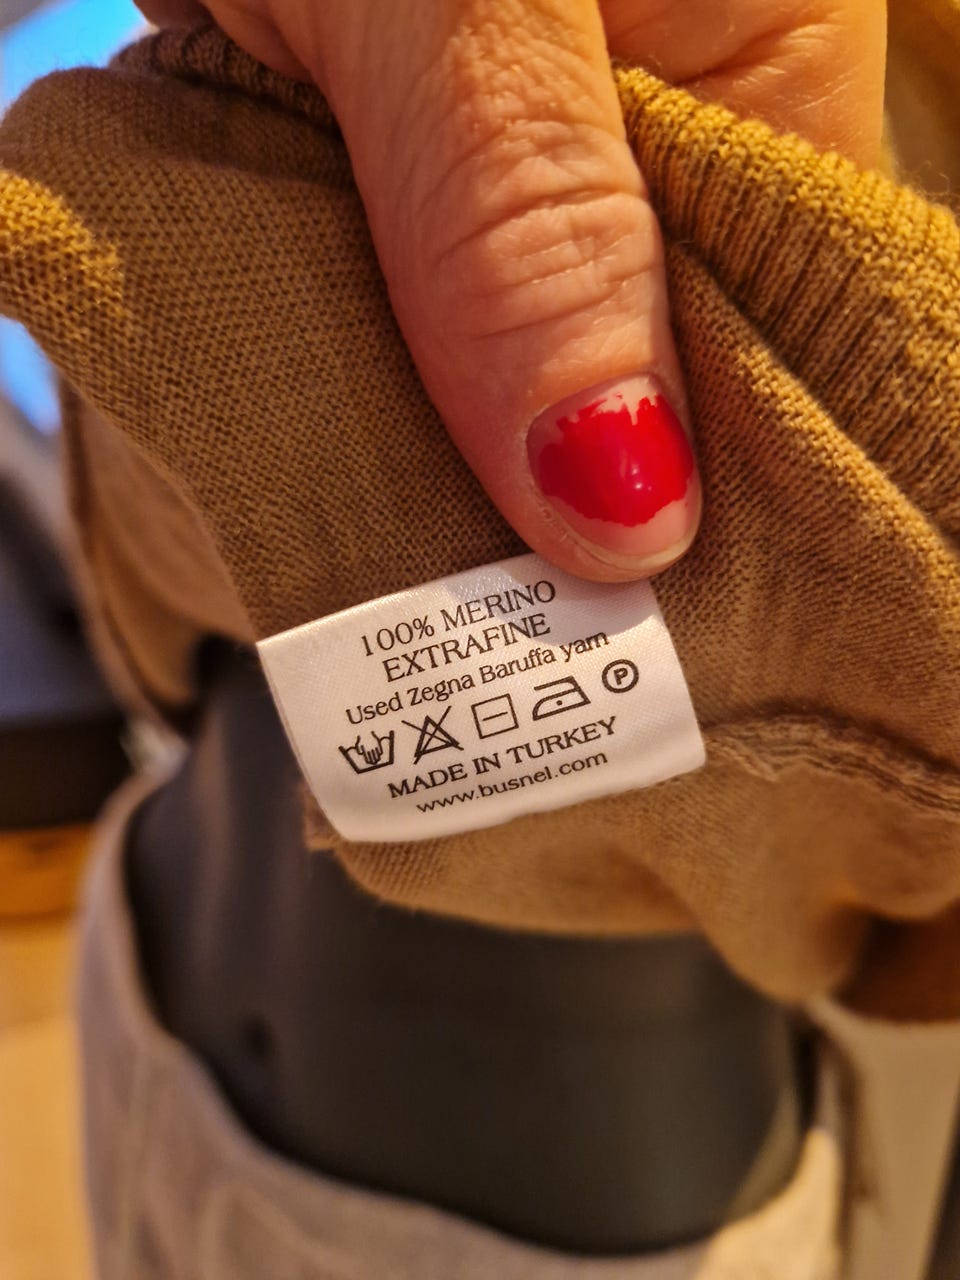 100% MERINO
EXTRAFINE
Used Zegna Baruffa yarn
P
MADE IN TURKEY
www.busnel.com